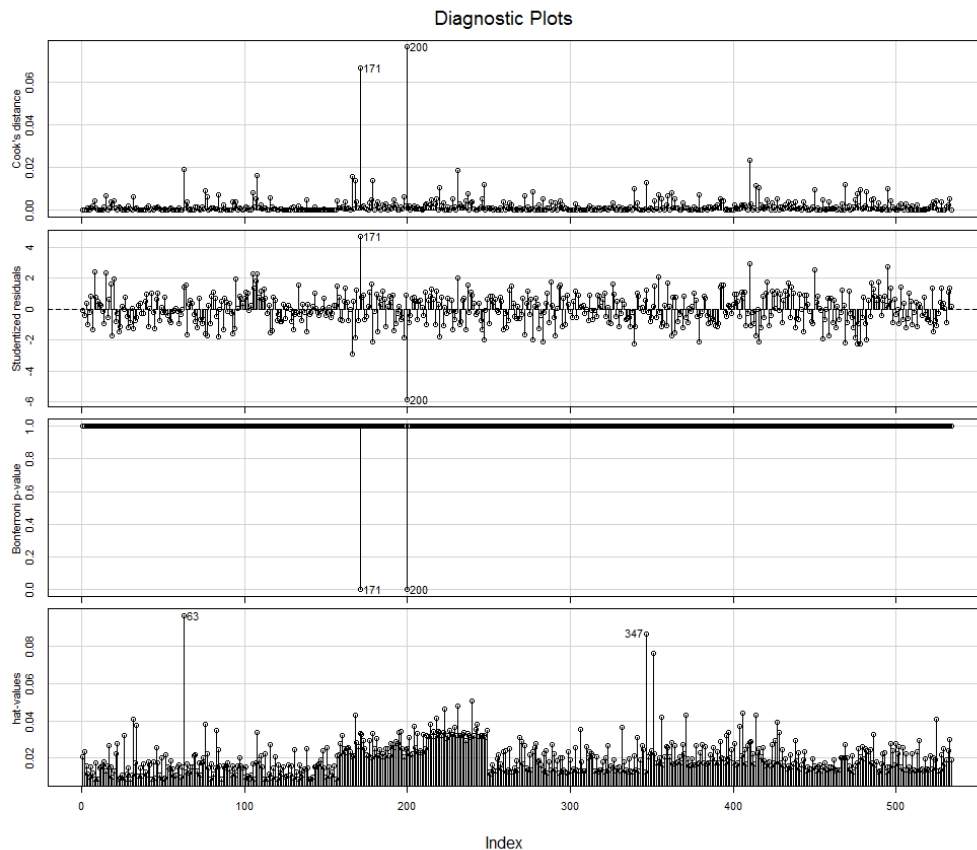 Diagnostic Plots
Cook's distance
0.00 0.02 0.04 0.06
171
200
Studentized residuals
-6 -4 -2 0 2 4
171
200
Bonferroni p-value
0.0 0.2 0.4 0.6 0.8 1.0
171
200
hat-values
0.02 0.04 0.06 0.08
63
347
0 100 200 300 400 500
Index